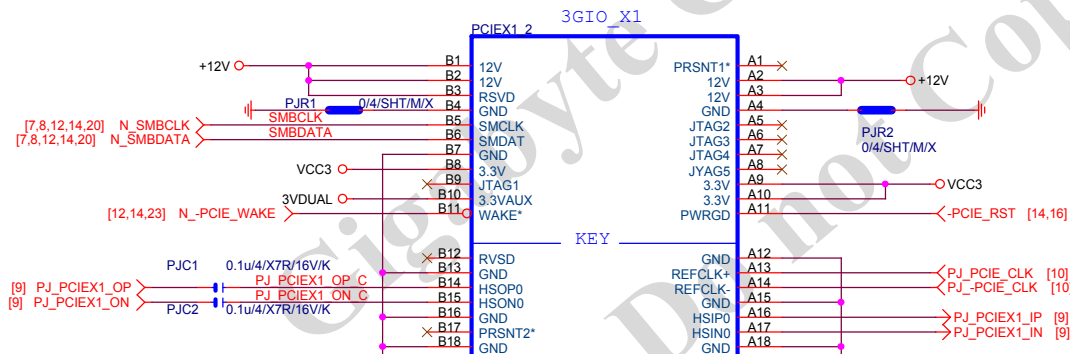 3GIO_X1
PCIEX1_2
+12V B1 12V PRSNT1* A1
B2 12V 12V A2 +12V
B3 RSVD 12V A3
PJR1 0/4/SHT/M/X B4 GND GND A4
[7,8,12,14,20] N_SMBCLK SMBCLK B5 SMCLK JTAG2 A5
PJR2
[7,8,12,14,20] N_SMBDATA SMBDATA B6 SMDAT JTAG3 A6
0/4/SHT/M/X
B7 GND JTAG4 A7
VCC3 B8 3.3V JYAG5 A8
B9 JTAG1 3.3V A9 VCC3
3VDUAL B10 3.3VAUX 3.3V A10
[12,14,23] N_-PCIE_WAKE B11 WAKE* PWRGD A11 -PCIE_RST [14,16]
KEY
B12 RVSD GND A12
PJC1 0.1u/4/X7R/16V/K B13 GND REFCLK+ A13 PJ_PCIE_CLK [10]
[9] PJ_PCIEX1_OP PJ_PCIEX1_OP_C B14 HSOP0 REFCLK- A14 PJ_-PCIE_CLK [10
[9] PJ_PCIEX1_ON PJ_PCIEX1_ON_C B15 HSON0 GND A15
PJC2 0.1u/4/X7R/16V/K B16 GND HSIP0 A16 PJ_PCIEX1_IP [9]
B17 PRSNT2* HSIN0 A17 PJ_PCIEX1_IN [9]
B18 GND GND A18
Gigabyte C
Do not Co